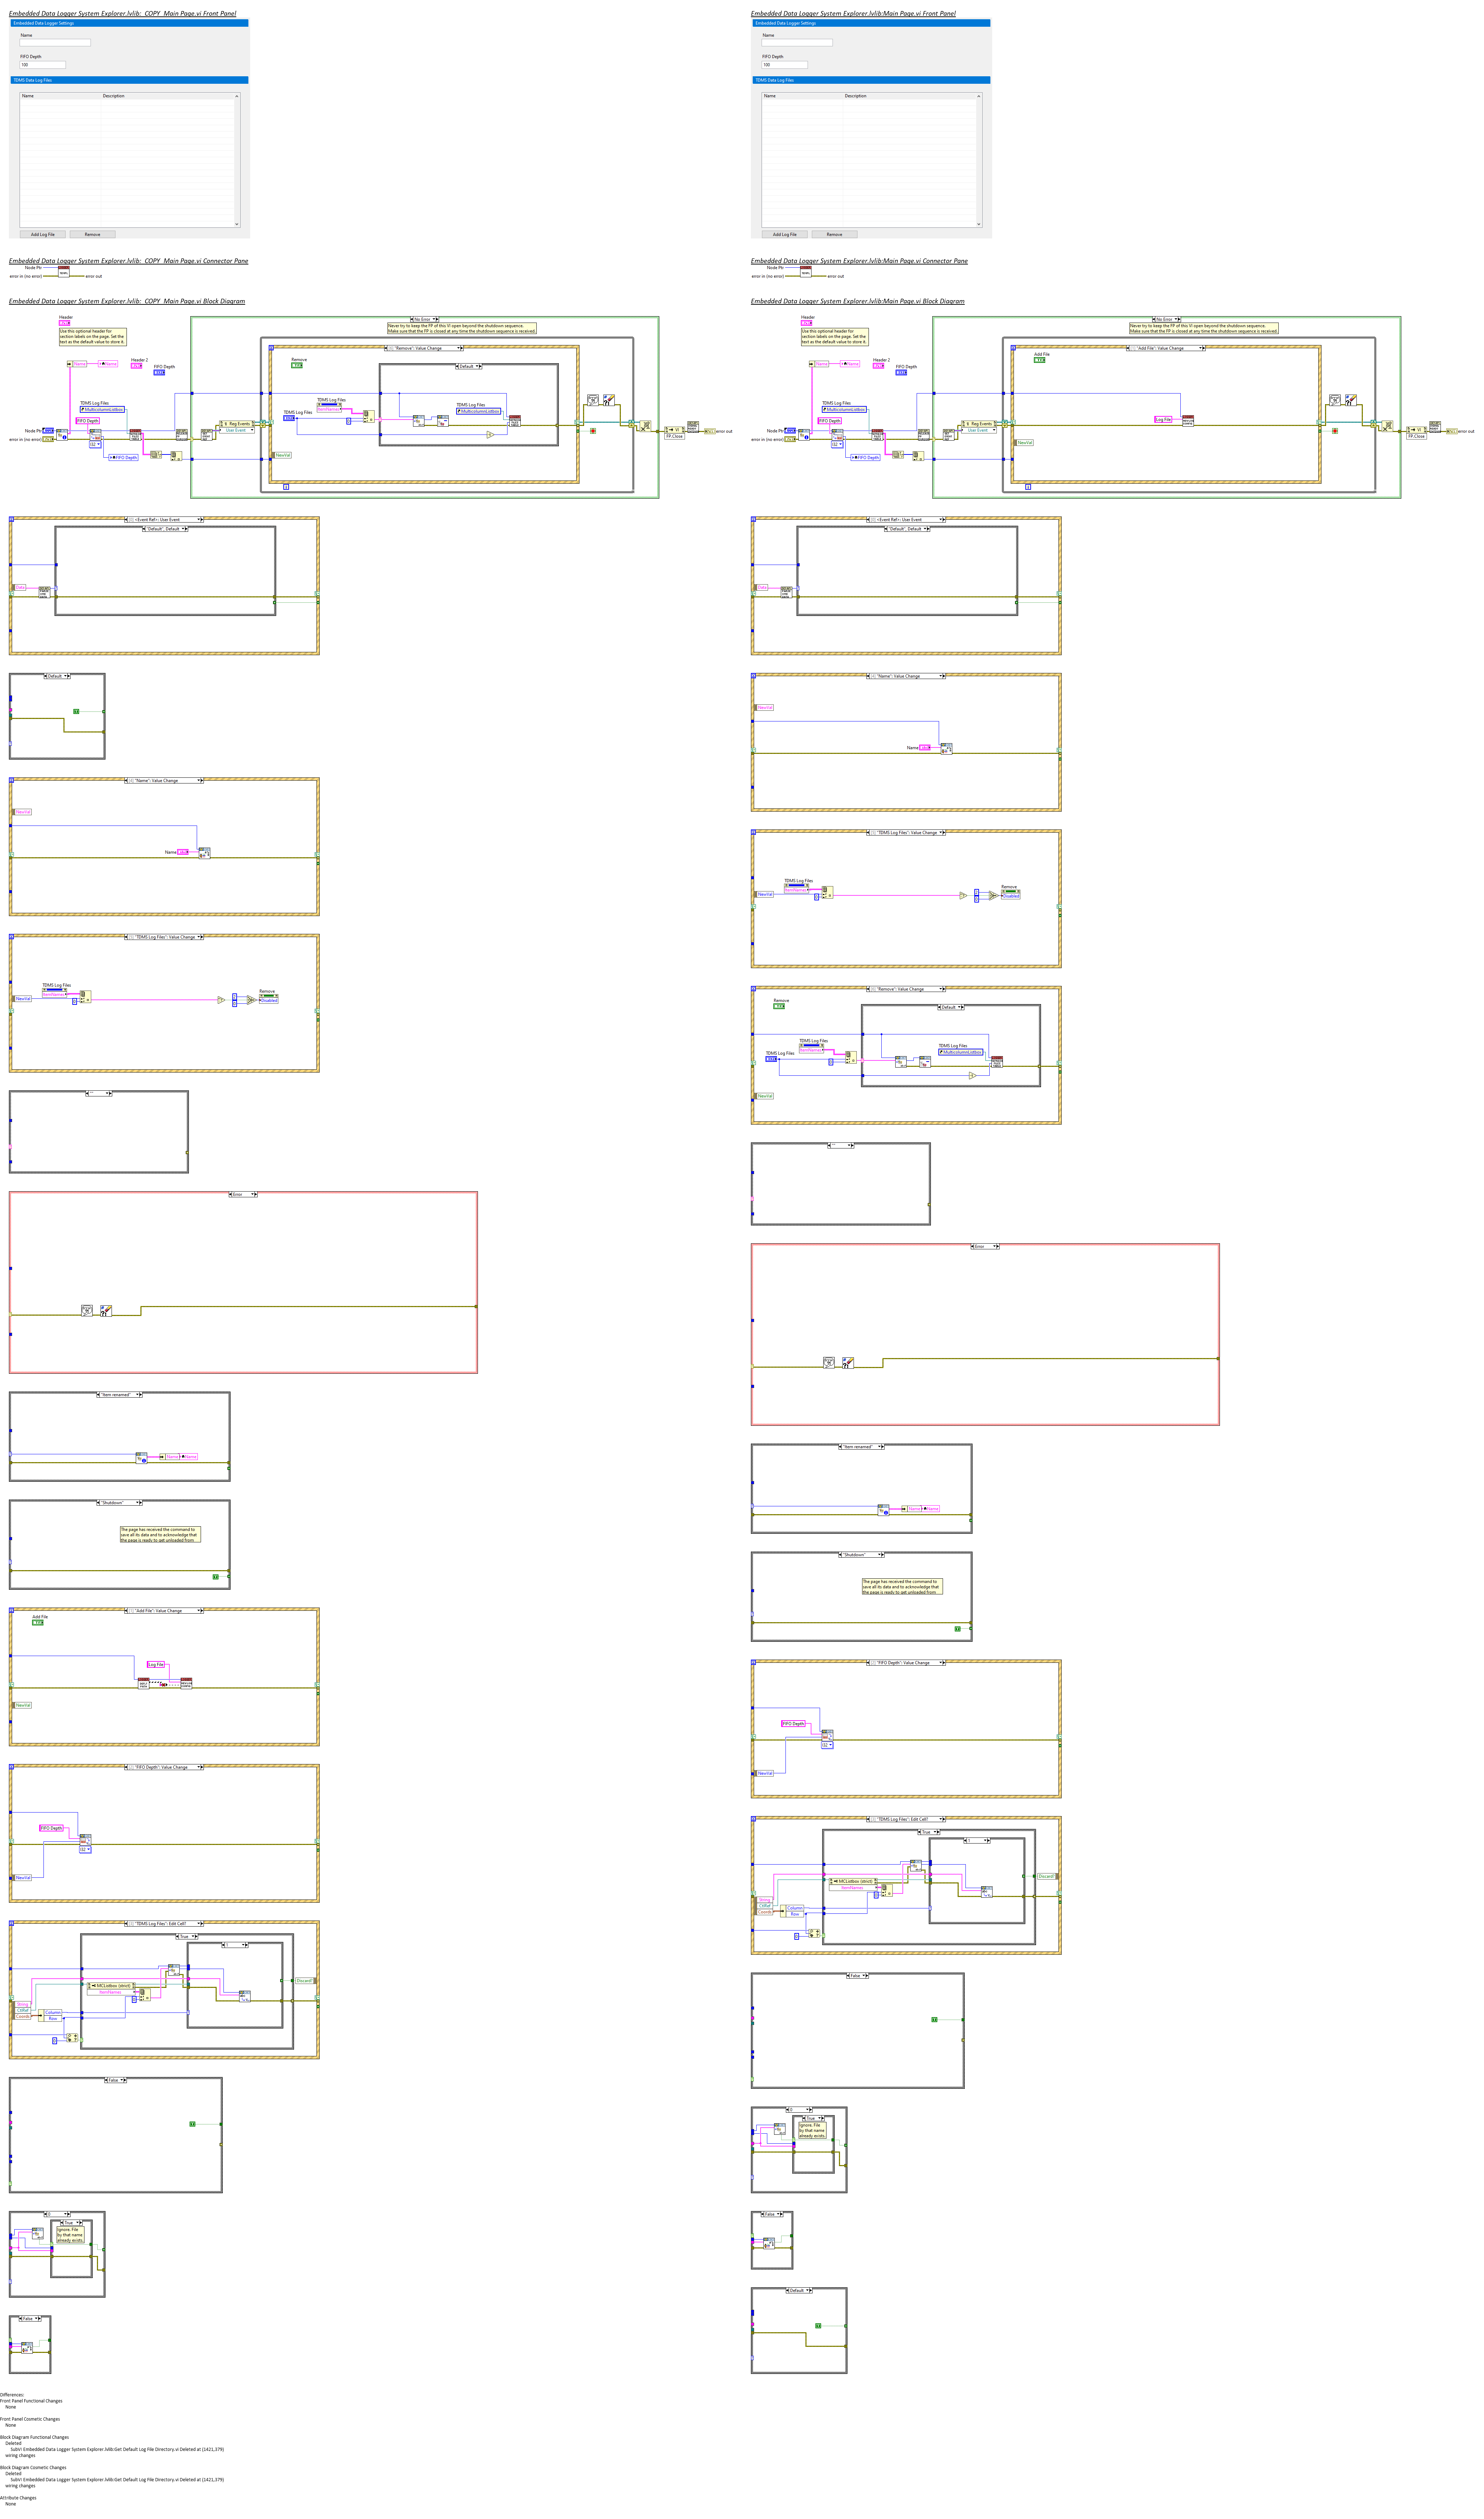 Embedded Data Logger System Explorer.lvlib:_COPY_Main Page.vi Front Panel
Embedded Data Logger Settings
Name
FIFO Depth
100
TDMS Data Log Files
Name Description
Add Log File Remove
Embedded Data Logger System Explorer.lvlib:_COPY_Main Page.vi Connector Pane
Node Ptr
error in (no error) error out
Embedded Data Logger System Explorer.lvlib:_COPY_Main Page.vi Block Diagram
Header
Use this optional header for
section labels on the page. Set the
text as the default value to store it.
No Error
Never try to keep the FP of this VI open beyond the shutdown sequence.
Make sure that the FP is closed at any time the shutdown sequence is received.
"Remove": Value Change
Remove
Default
Name Name
Header 2
FIFO Depth
TDMS Log Files
MulticolumnListbox
FIFO Depth
Node Ptr
error in (no error)
I32
FIFO Depth
Reg Events
User Event
TDMS Log Files
TDMS Log Files
ItemNames
TDMS Log Files
MulticolumnListbox
NewVal
VI
FP.Close
error out
<Event Ref>: User Event
"Default", Default
Data
Default
"Name": Value Change
NewVal
Name
"TDMS Log Files": Value Change
TDMS Log Files
ItemNames
NewVal
Remove
Disabled
""
Error
"Item renamed"
Name Name
"Shutdown"
The page has received the command to
save all its data and to acknowledge that
the page is ready to get unloaded from
"Add File": Value Change
Add File
Log File
NewVal
"FIFO Depth": Value Change
FIFO Depth
I32
NewVal
"TDMS Log Files": Edit Cell?
True
1
MCListbox (strict)
ItemNames
String
CtlRef
Coords
Column
Row
Discard?
False
0
True
Ignore. File
by that name
already exists.
False
Differences:
Front Panel Functional Changes
None
Front Panel Cosmetic Changes
None
Block Diagram Functional Changes
Deleted
SubVI Embedded Data Logger System Explorer.lvlib:Get Default Log File Directory.vi Deleted at (1421,379)
wiring changes
Block Diagram Cosmetic Changes
Deleted
SubVI Embedded Data Logger System Explorer.lvlib:Get Default Log File Directory.vi Deleted at (1421,379)
wiring changes
Attribute Changes
None
Embedded Data Logger System Explorer.lvlib:Main Page.vi Front Panel
Embedded Data Logger Settings
Name
FIFO Depth
100
TDMS Data Log Files
Name Description
Add Log File Remove
Embedded Data Logger System Explorer.lvlib:Main Page.vi Connector Pane
Node Ptr
error in (no error) error out
Embedded Data Logger System Explorer.lvlib:Main Page.vi Block Diagram
Header
Use this optional header for
section labels on the page. Set the
text as the default value to store it.
No Error
Never try to keep the FP of this VI open beyond the shutdown sequence.
Make sure that the FP is closed at any time the shutdown sequence is received.
"Add File": Value Change
Add File
Name Name
Header 2
FIFO Depth
TDMS Log Files
MulticolumnListbox
FIFO Depth
Node Ptr
error in (no error)
I32
FIFO Depth
Reg Events
User Event
Log File
NewVal
VI
FP.Close
error out
<Event Ref>: User Event
"Default", Default
Data
"Name": Value Change
NewVal
Name
"TDMS Log Files": Value Change
TDMS Log Files
ItemNames
NewVal
Remove
Disabled
"Remove": Value Change
Remove
Default
TDMS Log Files
ItemNames
TDMS Log Files
TDMS Log Files
MulticolumnListbox
NewVal
""
Error
"Item renamed"
Name Name
"Shutdown"
The page has received the command to
save all its data and to acknowledge that
the page is ready to get unloaded from
"FIFO Depth": Value Change
FIFO Depth
I32
NewVal
"TDMS Log Files": Edit Cell?
True
1
MCListbox (strict)
ItemNames
String
CtlRef
Coords
Column
Row
Discard?
False
0
True
Ignore. File
by that name
already exists.
False
Default